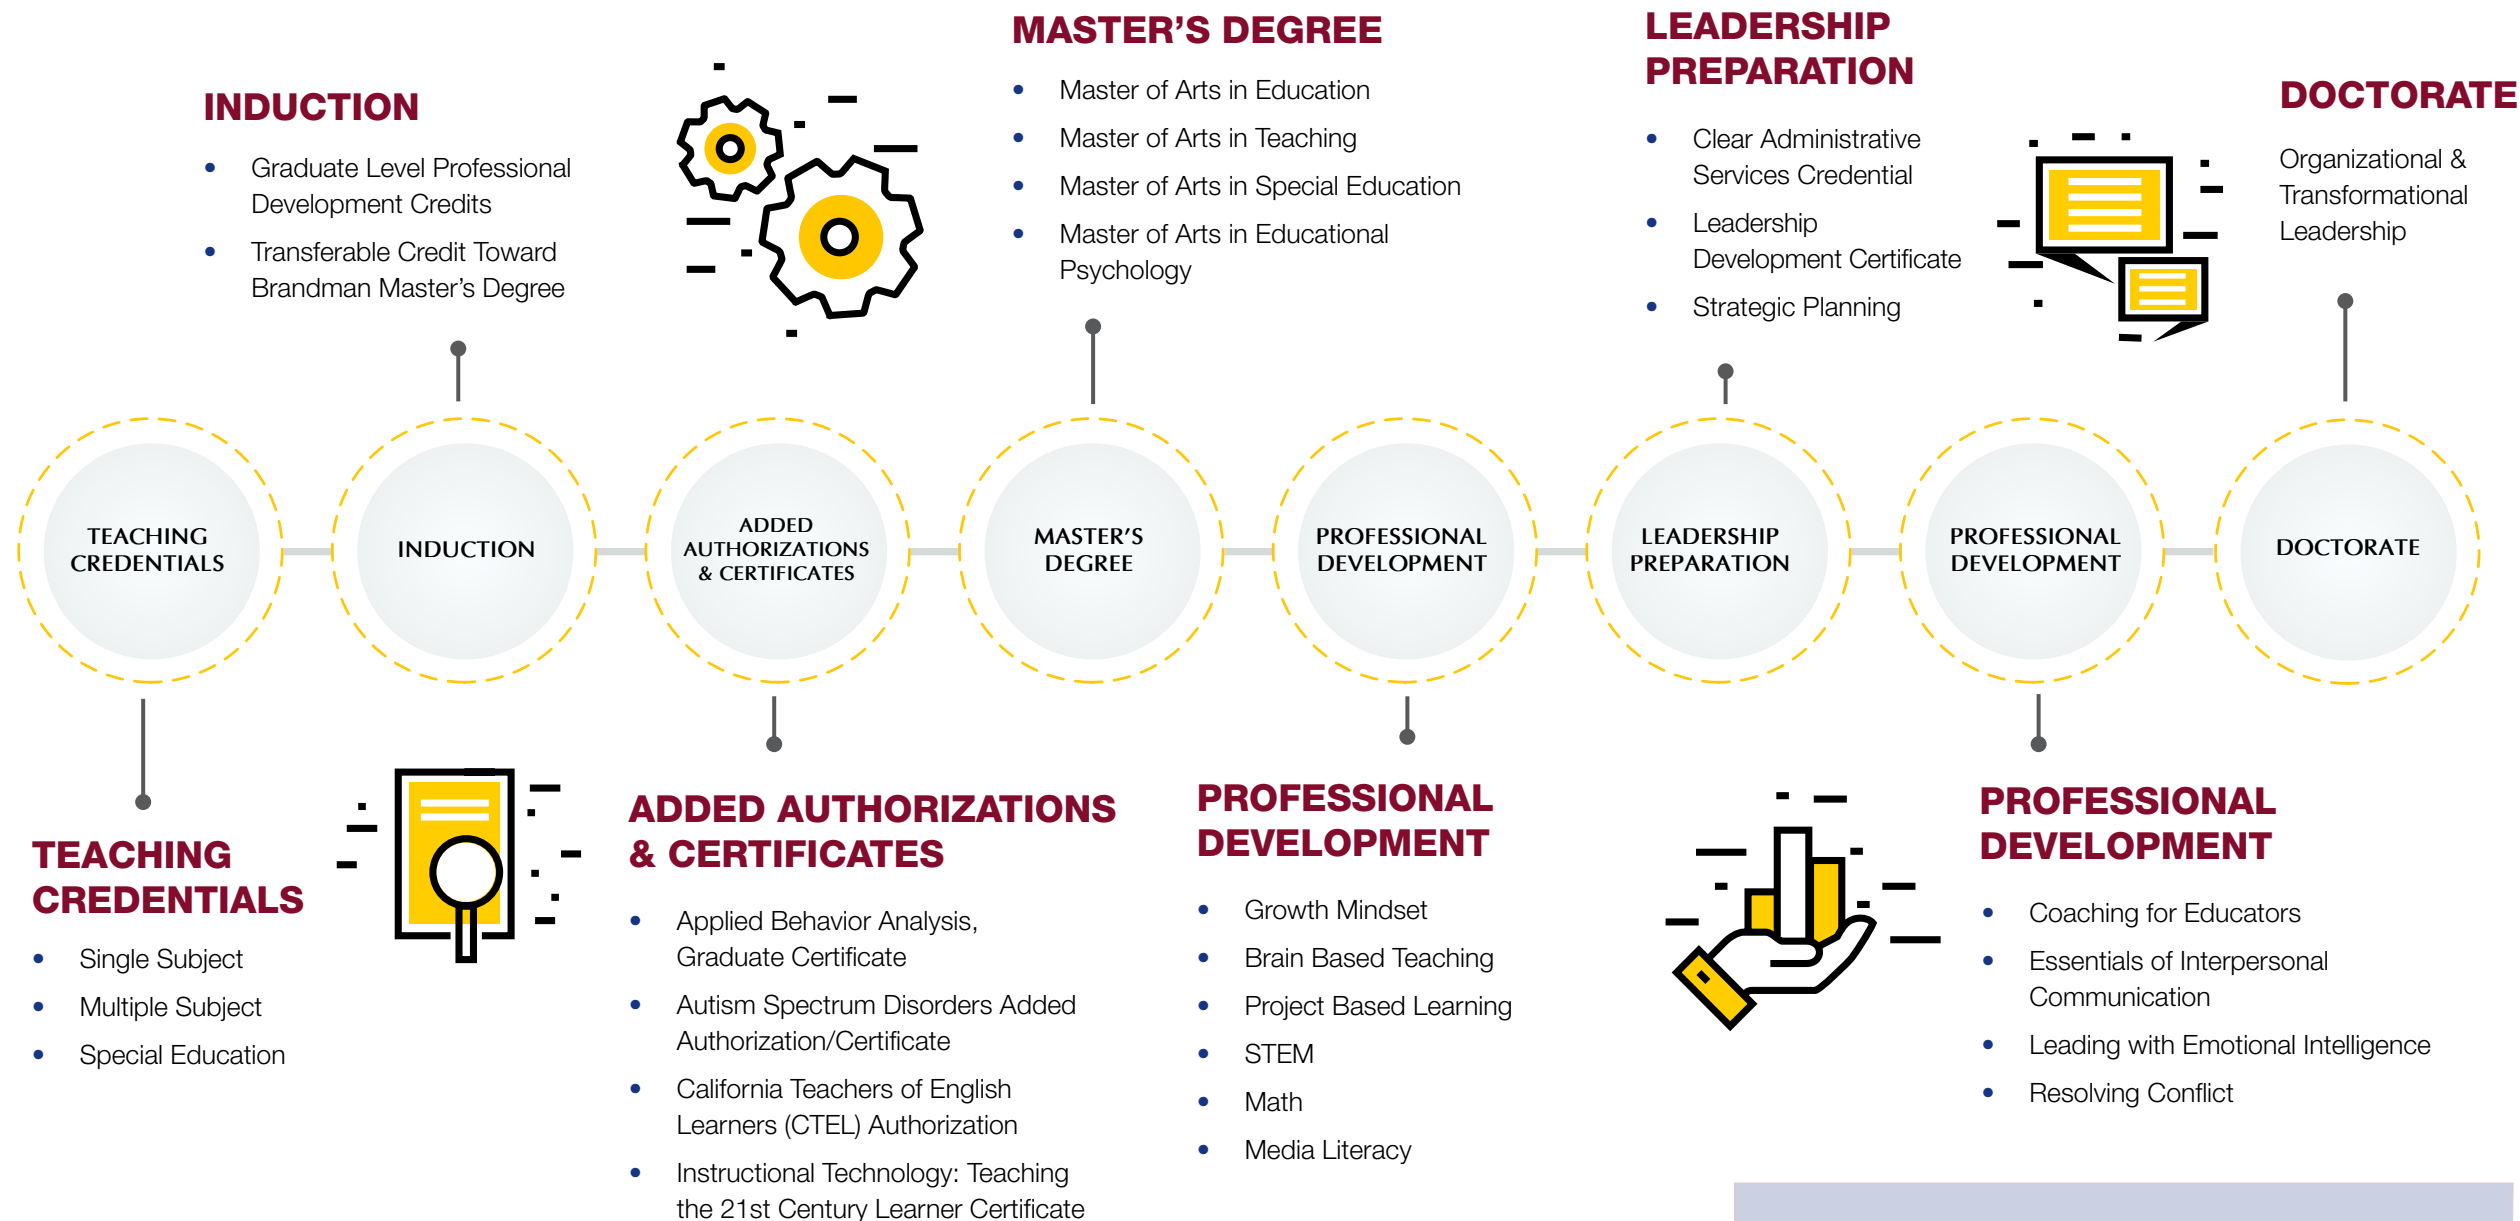 INDUCTION
• Graduate Level Professional
Development Credits
• Transferable Credit Toward
Brandman Master's Degree
MASTER'S DEGREE
• Master of Arts in Education
• Master of Arts in Teaching
• Master of Arts in Special Education
• Master of Arts in Educational
Psychology
LEADERSHIP
PREPARATION
• Clear Administrative
Services Credential
• Leadership
Development Certificate
• Strategic Planning
DOCTORATE
Organizational &
Transformational
Leadership
TEACHING
CREDENTIALS
INDUCTION
ADDED
AUTHORIZATIONS
& CERTIFICATES
MASTER'S
DEGREE
PROFESSIONAL
DEVELOPMENT
LEADERSHIP
PREPARATION
PROFESSIONAL
DEVELOPMENT
DOCTORATE
TEACHING
CREDENTIALS
• Single Subject
• Multiple Subject
• Special Education
ADDED AUTHORIZATIONS
& CERTIFICATES
• Applied Behavior Analysis,
Graduate Certificate
• Autism Spectrum Disorders Added
Authorization/Certificate
• California Teachers of English
Learners (CTEL) Authorization
• Instructional Technology: Teaching
the 21st Century Learner Certificate
PROFESSIONAL
DEVELOPMENT
• Growth Mindset
• Brain Based Teaching
• Project Based Learning
• STEM
• Math
• Media Literacy
PROFESSIONAL
DEVELOPMENT
• Coaching for Educators
• Essentials of Interpersonal
Communication
• Leading with Emotional Intelligence
• Resolving Conflict